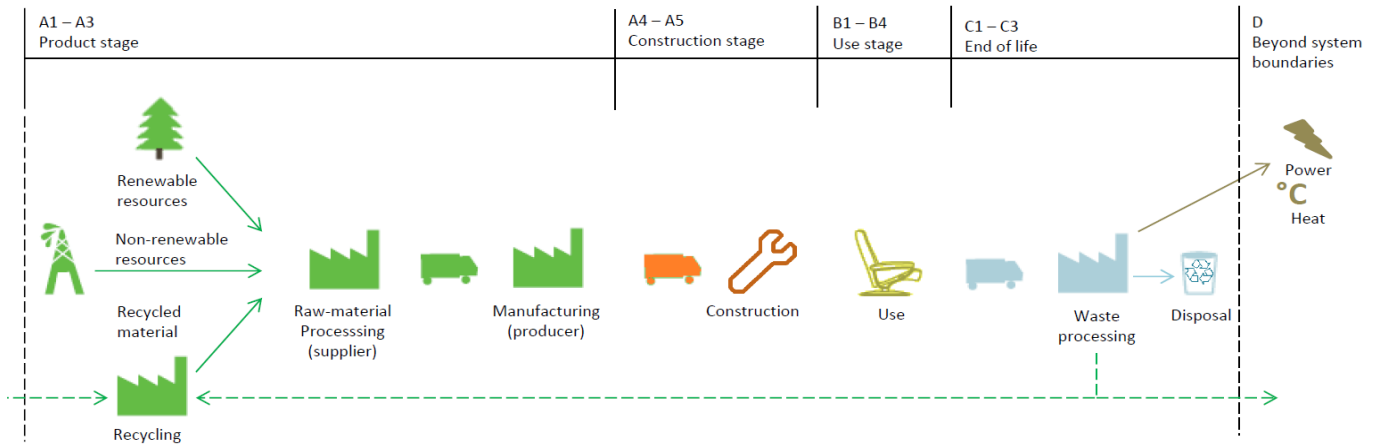 A1 – A3
Product stage
A4 – A5
Construction stage
B1 – B4
Use stage
C1 – C3
End of life
D
Beyond system
boundaries
Renewable
resources
Non-renewable
resources
Recycled
material
Recycling
Raw-material
Processsing
(supplier)
Manufacturing
(producer)
Construction
Use
Waste
processing
Disposal
Power
°C
Heat